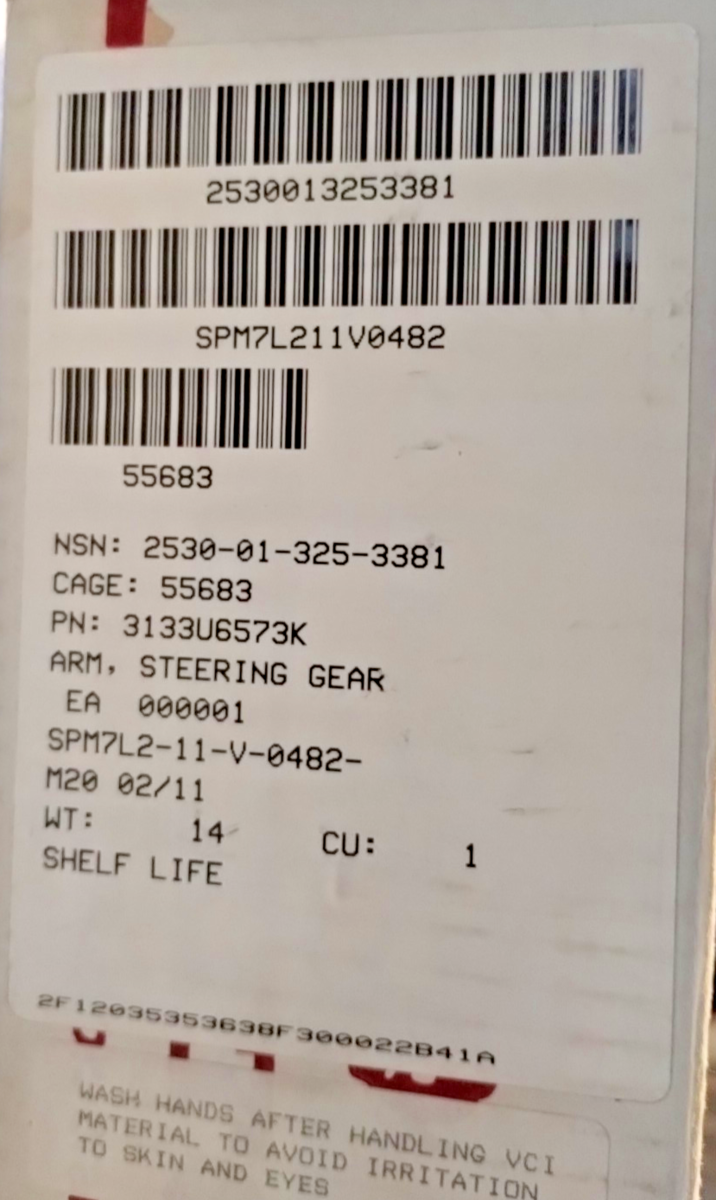 2530013253381
SPM7L211V0482
55683
NSN: 2530-01-325-3381
CAGE: 55683
PN: 3133U6573K
ARM, STEERING GEAR
EA 000001
SPM7L2-11-V-0482-
M20 02/11
WT: 14 CU: 1
SHELF LIFE
2F12035353638F300022B41A
WASH HANDS AFTER HANDLING VCI
MATERIAL TO AVOID IRRITATION
TO SKIN AND EYES